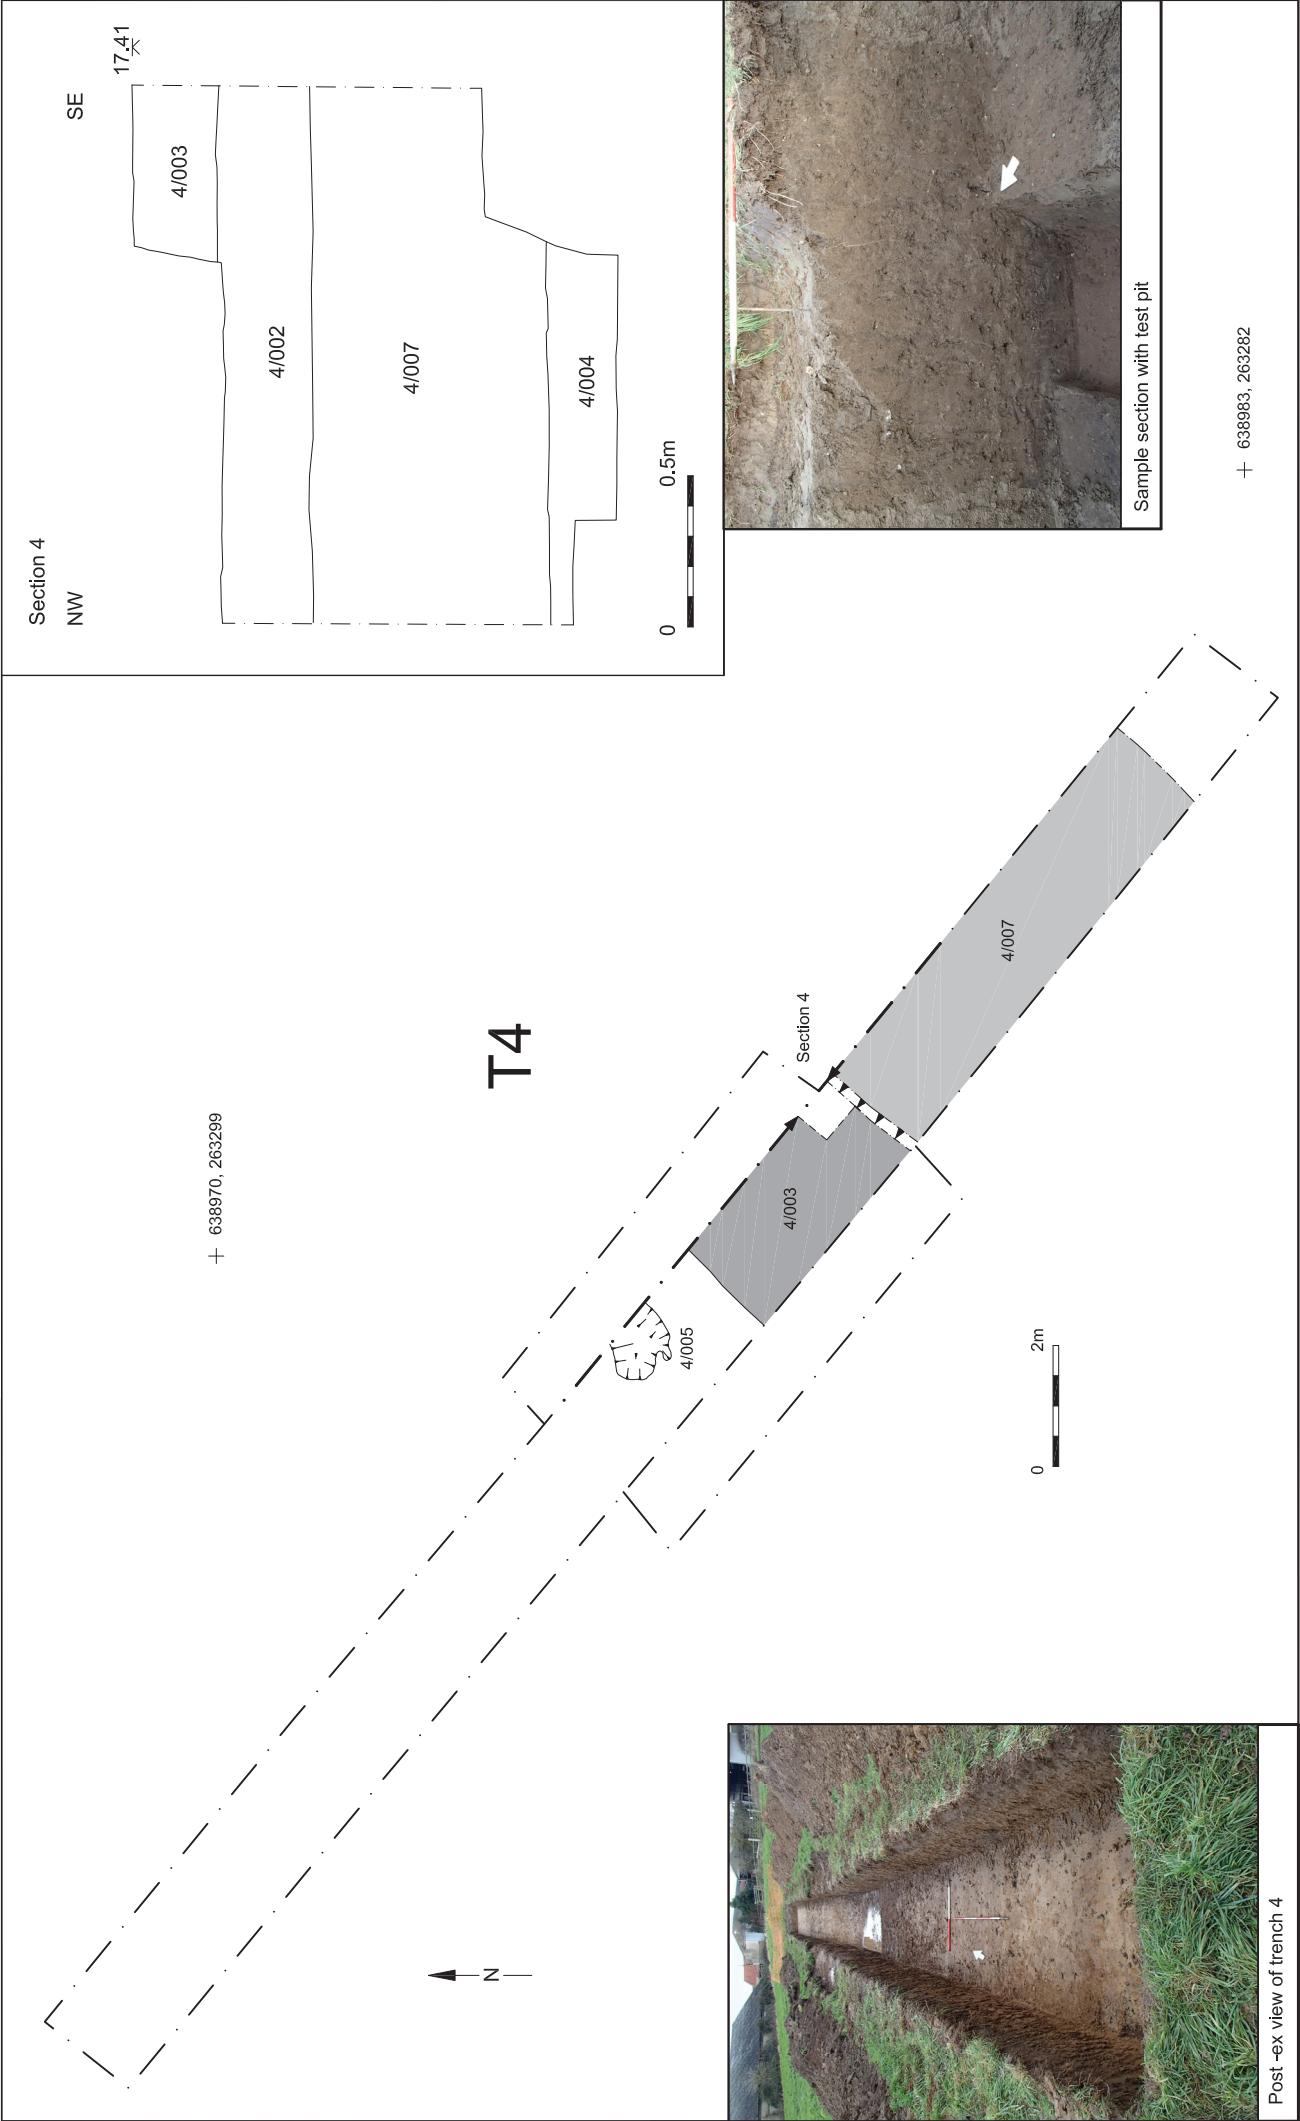 Section 4
NW
SE
17.41
4/003
4/002
4/007
4/004
0
0.5m
Sample section with test pit
638970, 263299
638983, 263282
T4
Section 4
4/007
4/003
4/005
0
2m
N
Post -ex view of trench 4